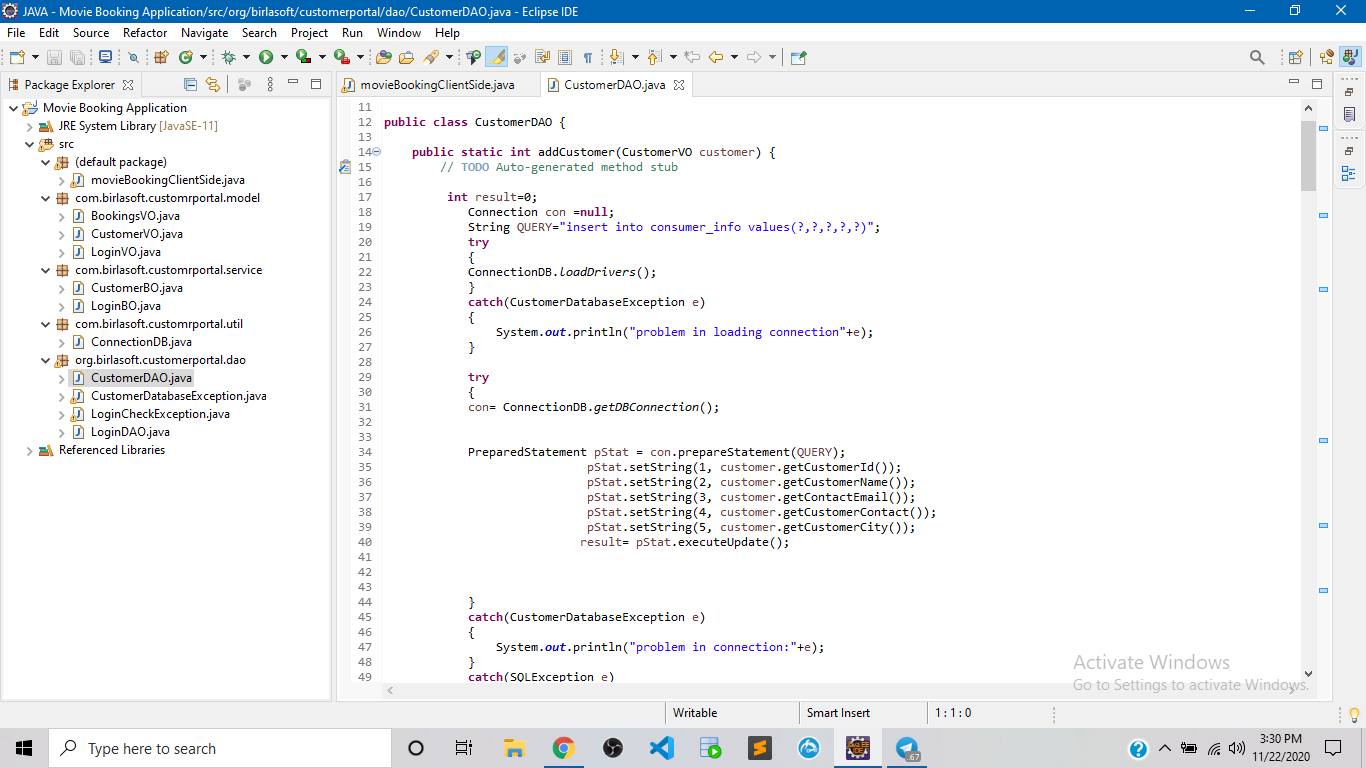 JAVA - Movie Booking Application/src/org/birlasoft/customerportal/dao/CustomerDAO.java - Eclipse IDE
File Edit Source Refactor Navigate Search Project Run Window Help
Package Explorer
movieBookingClientSide.java
CustomerDAO.java
Movie Booking Application
JRE System Library [JavaSE-11]
src
(default package)
movieBookingClientSide.java
com.birlasoft.customrportal.model
BookingsVO.java
CustomerVO.java
LoginVO.java
com.birlasoft.customrportal.service
CustomerBO.java
LoginBO.java
com.birlasoft.customrportal.util
ConnectionDB.java
org.birlasoft.customerportal.dao
CustomerDAO.java
CustomerDatabaseException.java
LoginCheckException.java
LoginDAO.java
Referenced Libraries
11
12 public class CustomerDAO {
13
14 public static int addCustomer(CustomerVO customer) {
15 // TODO Auto-generated method stub
16
17 int result=0;
18 Connection con =null;
19 String QUERY="insert into consumer_info values(?,?,?,?,?)";
20 try
21 {
22 ConnectionDB.loadDrivers();
23 }
24 catch(CustomerDatabaseException e)
25 {
26 System.out.println("problem in loading connection"+e);
27 }
28
29 try
30 {
31 con= ConnectionDB.getDBConnection();
32
33
34 PreparedStatement pStat = con.prepareStatement(QUERY);
35 pStat.setString(1, customer.getCustomerId());
36 pStat.setString(2, customer.getCustomerName());
37 pStat.setString(3, customer.getContactEmail());
38 pStat.setString(4, customer.getCustomerContact());
39 pStat.setString(5, customer.getCustomerCity());
40 result= pStat.executeUpdate();
41
42
43
44 }
45 catch(CustomerDatabaseException e)
46 {
47 System.out.println("problem in connection:"+e);
48 }
49 catch(SQLException e)
Activate Windows
Go to Settings to activate Windows.
Writable
Smart Insert
1 : 1 : 0
Type here to search
3:30 PM
11/22/2020